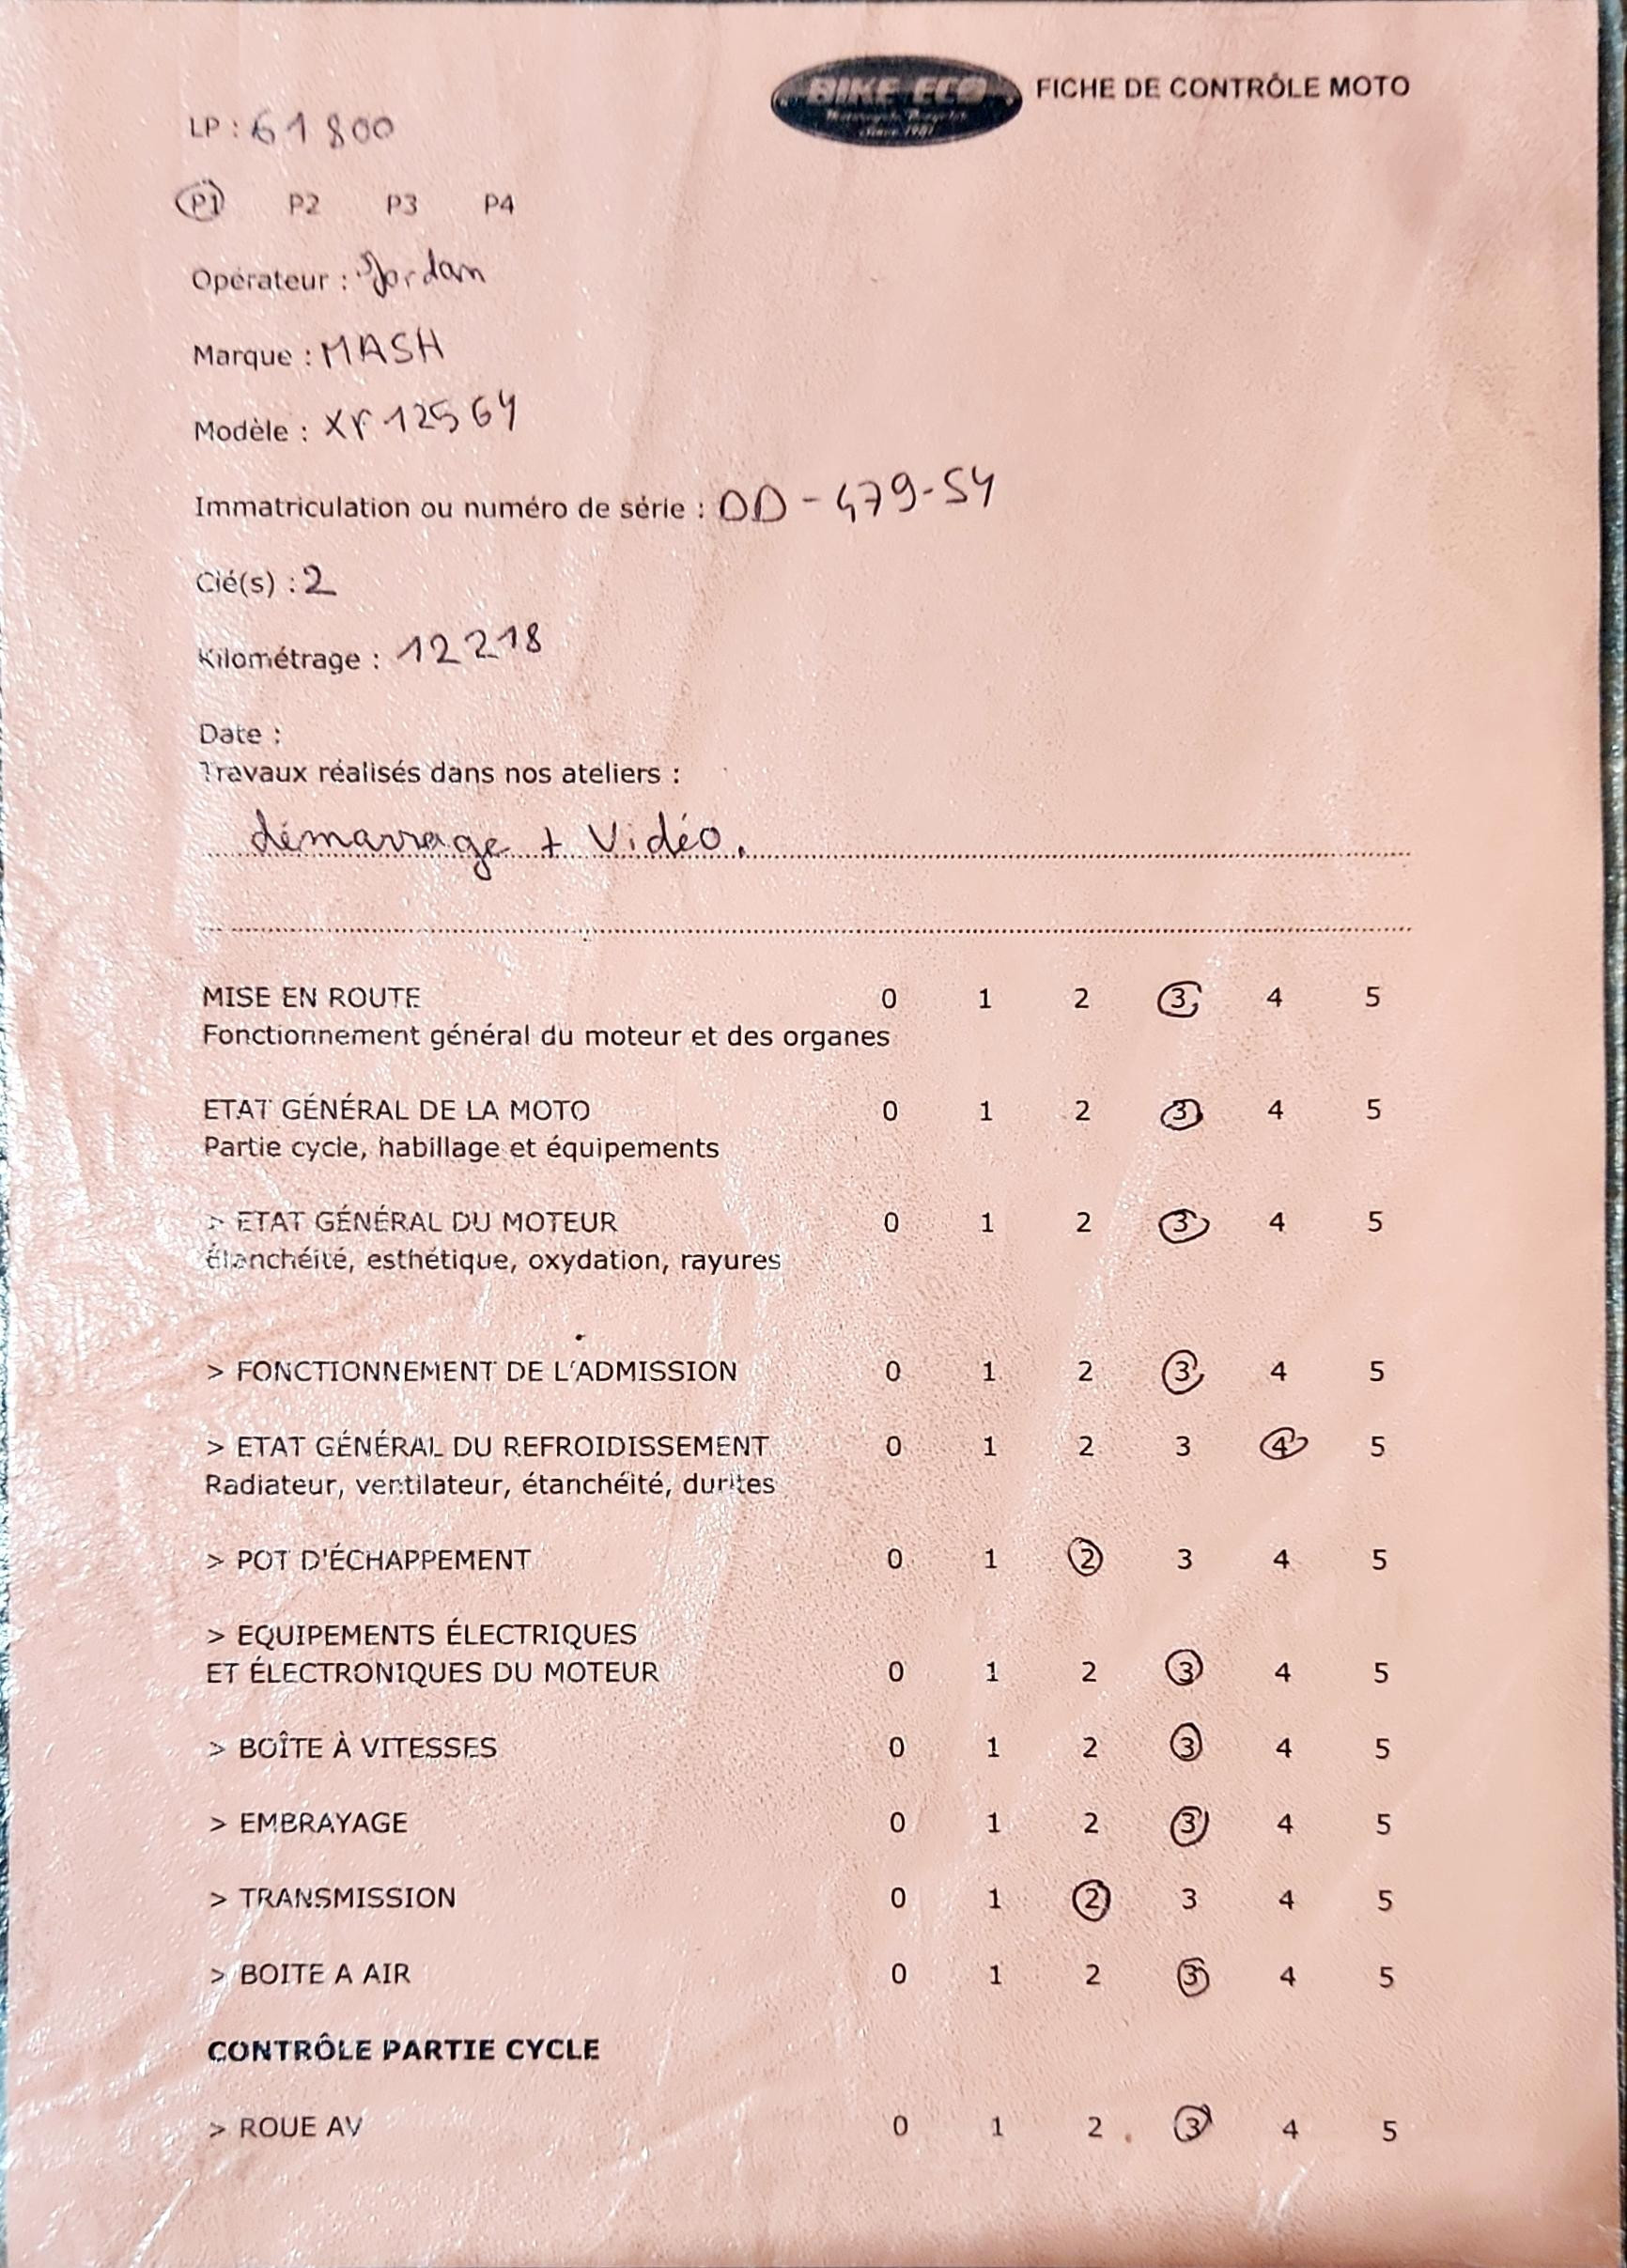 BIKE ECO
FICHE DE CONTRÔLE MOTO
Since 1981
LP : 61800
P1 P2 P3 P4
Opérateur : Jordan
Marque : MASH
Modèle : Xr 125 G4
Immatriculation ou numéro de série : DD-479-S4
Clé(s) : 2
Kilométrage : 12218
Date :
Travaux réalisés dans nos ateliers :
démarrage + Vidéo.
MISE EN ROUTE 0 1 2 3 4 5
Fonctionnement général du moteur et des organes
ETAT GÉNÉRAL DE LA MOTO 0 1 2 3 4 5
Partie cycle, habillage et équipements
> ETAT GÉNÉRAL DU MOTEUR 0 1 2 3 4 5
Étanchéité, esthétique, oxydation, rayures
> FONCTIONNEMENT DE L'ADMISSION 0 1 2 3 4 5
> ETAT GÉNÉRAL DU REFROIDISSEMENT 0 1 2 3 4 5
Radiateur, ventilateur, étanchéité, durites
> POT D'ÉCHAPPEMENT 0 1 2 3 4 5
> EQUIPEMENTS ÉLECTRIQUES
ET ÉLECTRONIQUES DU MOTEUR 0 1 2 3 4 5
> BOÎTE À VITESSES 0 1 2 3 4 5
> EMBRAYAGE 0 1 2 3 4 5
> TRANSMISSION 0 1 2 3 4 5
> BOITE A AIR 0 1 2 3 4 5
CONTRÔLE PARTIE CYCLE
> ROUE AV 0 1 2 3 4 5